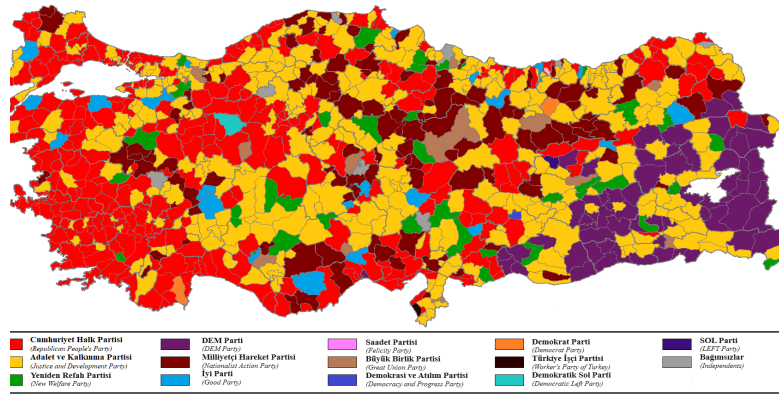 Cumhuriyet Halk Partisi
(Republican People's Party)
Adalet ve Kalkınma Partisi
(Justice and Development Party)
Yeniden Refah Partisi
(New Welfare Party)
DEM Parti
(DEM Party)
Milliyetçi Hareket Partisi
(Nationalist Action Party)
İyi Parti
(Good Party)
Saadet Partisi
(Felicity Party)
Büyük Birlik Partisi
(Great Union Party)
Demokrasi ve Atılım Partisi
(Democracy and Progress Party)
Demokrat Parti
(Democrat Party)
Türkiye İşçi Partisi
(Worker's Party of Turkey)
Demokratik Sol Parti
(Democratic Left Party)
SOL Parti
(LEFT Party)
Bağımsızlar
(Independents)